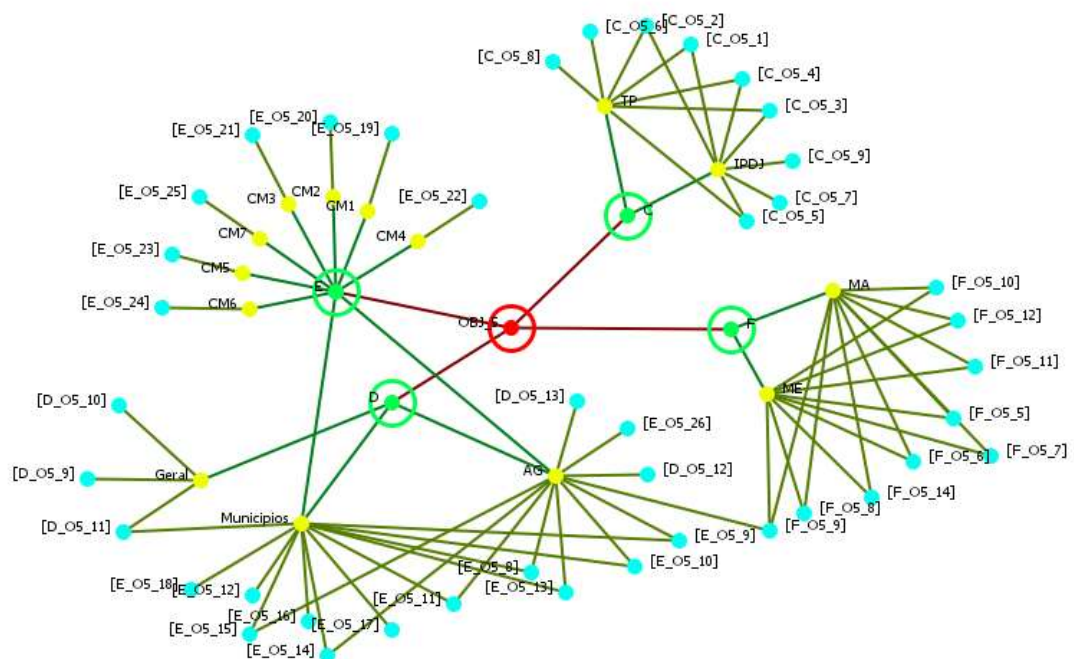 [C_O5_2]
[C_O5_6]
[C_O5_1]
[C_O5_8]
[C_O5_4]
TP
[C_O5_3]
[E_O5_20]
[E_O5_21]
[E_O5_19]
IPDJ
[C_O5_9]
[E_O5_25]
CM2
CM3
CM1
[E_O5_22]
[C_O5_7]
C
[C_O5_5]
CM7
CM4
[E_O5_23]
CM5
E
MA
[F_O5_10]
[E_O5_24]
CM6
OBJ_5
F
[F_O5_12]
[F_O5_11]
ME
[D_O5_13]
D
[D_O5_10]
[E_O5_26]
[F_O5_5]
[F_O5_7]
[F_O5_6]
[D_O5_9]
Geral
AG
[D_O5_12]
[F_O5_14]
[F_O5_8]
[D_O5_11]
Municipios
[F_O5_9]
[E_O5_9]
[E_O5_10]
[E_O5_8]
[E_O5_18]
[E_O5_12]
[E_O5_13]
[E_O5_11]
[E_O5_16]
[E_O5_15]
[E_O5_17]
[E_O5_14]